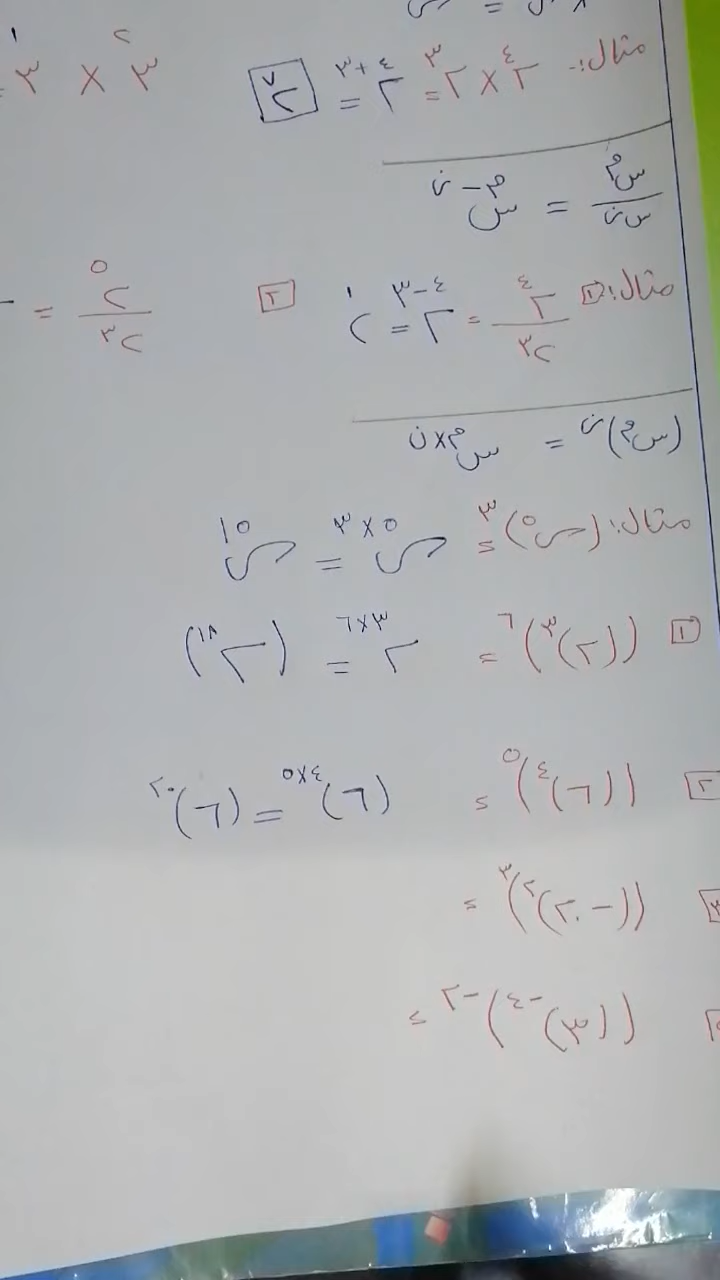 مثال:- ٢^٤ × ٢^٣ = ٢^{٤+٣} = ٢^٧
٣^٢ × ٣^١ =
س^م / س^ن = س^{م-ن}
مثال: ١ ٢^٤ / ٢^٣ = ٢^{٤-٣} = ٢^١
٢ ٢^٥ / ٢^٣ =
(س^م)^ن = س^{م×ن}
مثال: (س^٥)^٣ = س^{٥×٣} = س^١٥
١ ((٢)^٣)^٦ = ٢^{٣×٦} = (٢^١٨)
٢ ((٦)^٤)^٥ = (٦)^{٤×٥} = (٦)^٢٠
٣ ((-٢)^٢)^٣ =
((٣)^{-٤})^{-٢} =